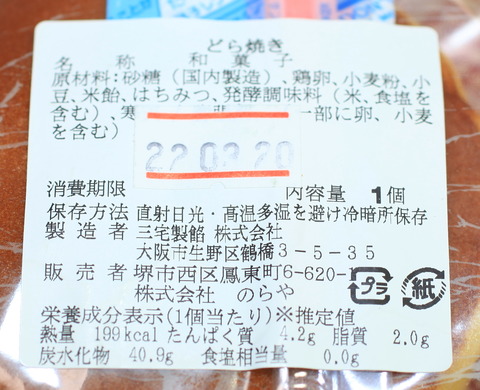 どら焼き
名称 和菓子
原材料:砂糖(国内製造)、鶏卵、小麦粉、小
豆、米飴、はちみつ、発酵調味料(米、食塩を
含む)、寒 一部に卵、小麦
を含む)
22 09 20
消費期限 内容量 1個
保存方法 直射日光・高温多湿を避け冷暗所保存
製造者 三宅製餡 株式会社
大阪市生野区鶴橋3-5-35
販売者 堺市西区鳳東町6-620-
株式会社 のらや
プラ
紙
栄養成分表示(1個当たり)※推定値
熱量 199kcalたんぱく質 4.2g 脂質 2.0g
炭水化物 40.9g 食塩相当量 0.0g